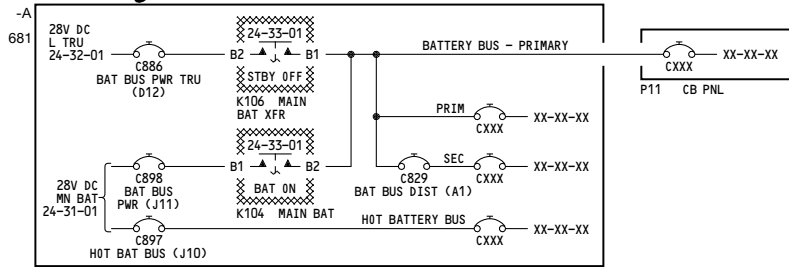 -A
681
28V DC
L TRU
24-32-01
C886
BAT BUS PWR TRU
(D12)
24-33-01
B2 B1
STBY OFF
K106 MAIN
BAT XFR
BATTERY BUS - PRIMARY
CXXX XX-XX-XX
P11 CB PNL
PRIM
CXXX XX-XX-XX
24-33-01
B1 B2
BAT ON
K104 MAIN BAT
SEC
C829
BAT BUS DIST (A1)
CXXX XX-XX-XX
28V DC
MN BAT
24-31-01
C898
BAT BUS
PWR (J11)
HOT BATTERY BUS
CXXX XX-XX-XX
C897
HOT BAT BUS (J10)